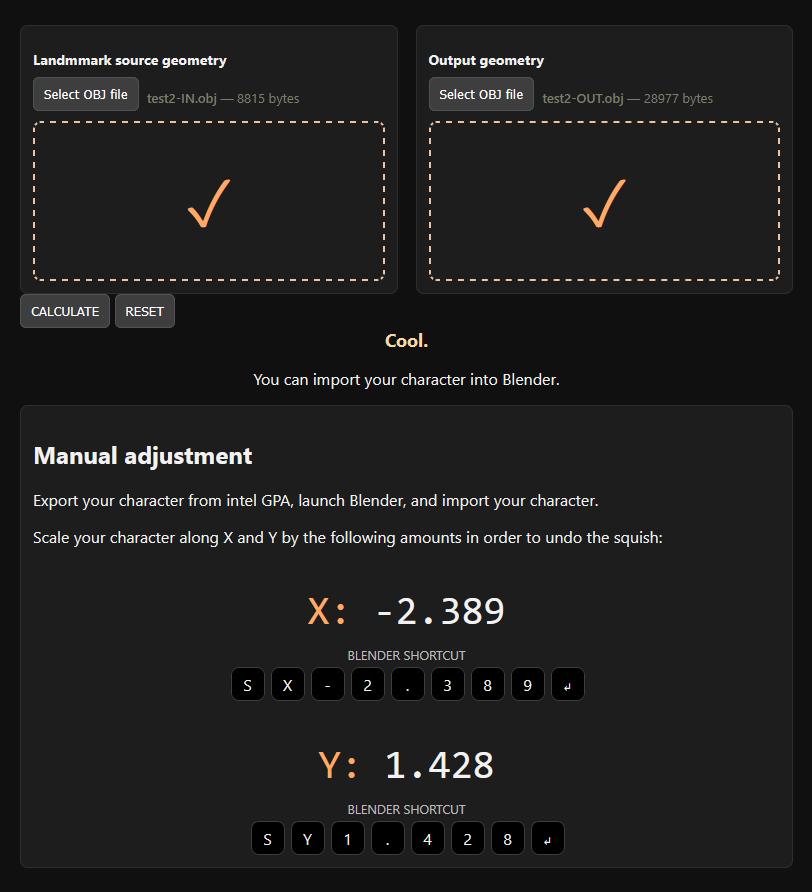 Landmmark source geometry
Select OBJ file test2-IN.obj — 8815 bytes
✓
Output geometry
Select OBJ file test2-OUT.obj — 28977 bytes
✓
CALCULATE RESET
Cool.
You can import your character into Blender.
Manual adjustment
Export your character from intel GPA, launch Blender, and import your character.
Scale your character along X and Y by the following amounts in order to undo the squish:
X: -2.389
BLENDER SHORTCUT
S X - 2 . 3 8 9 ↲
Y: 1.428
BLENDER SHORTCUT
S Y 1 . 4 2 8 ↲